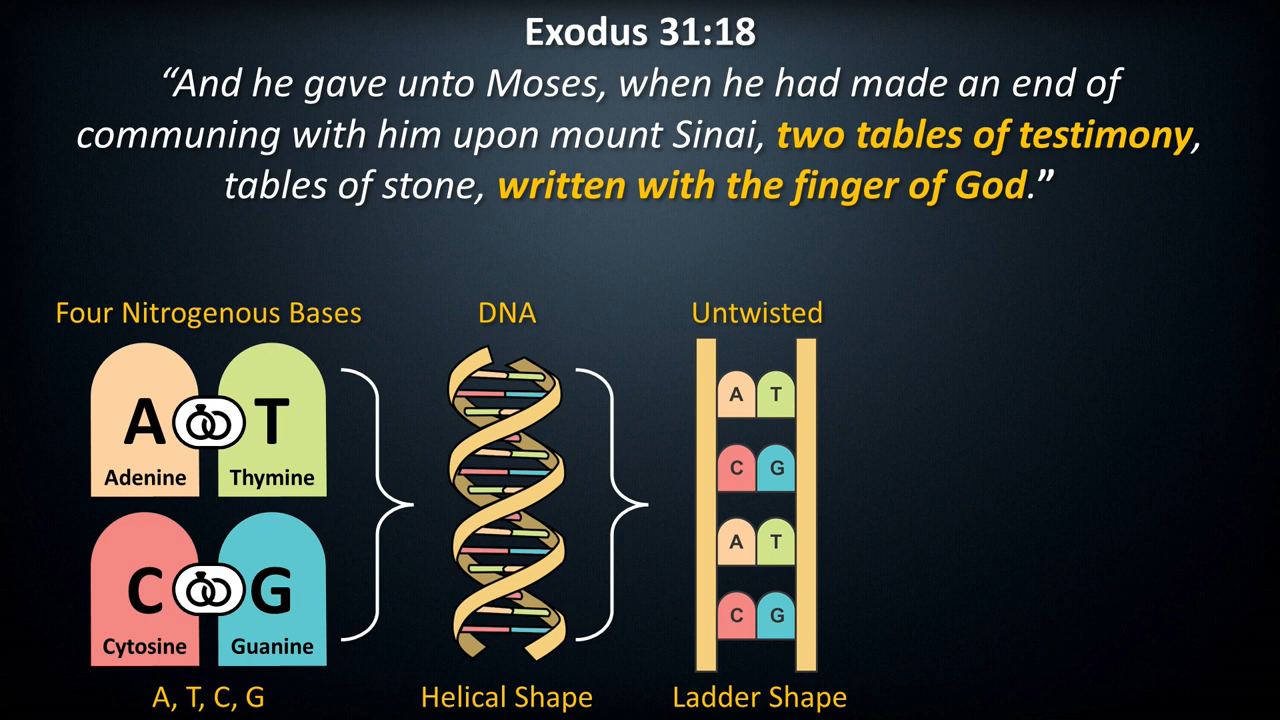 Exodus 31:18
“And he gave unto Moses, when he had made an end of
communing with him upon mount Sinai, two tables of testimony,
tables of stone, written with the finger of God.”
Four Nitrogenous Bases
A T
Adenine Thymine
C G
Cytosine Guanine
A, T, C, G
DNA
Helical Shape
Untwisted
A T
C G
A T
C G
Ladder Shape